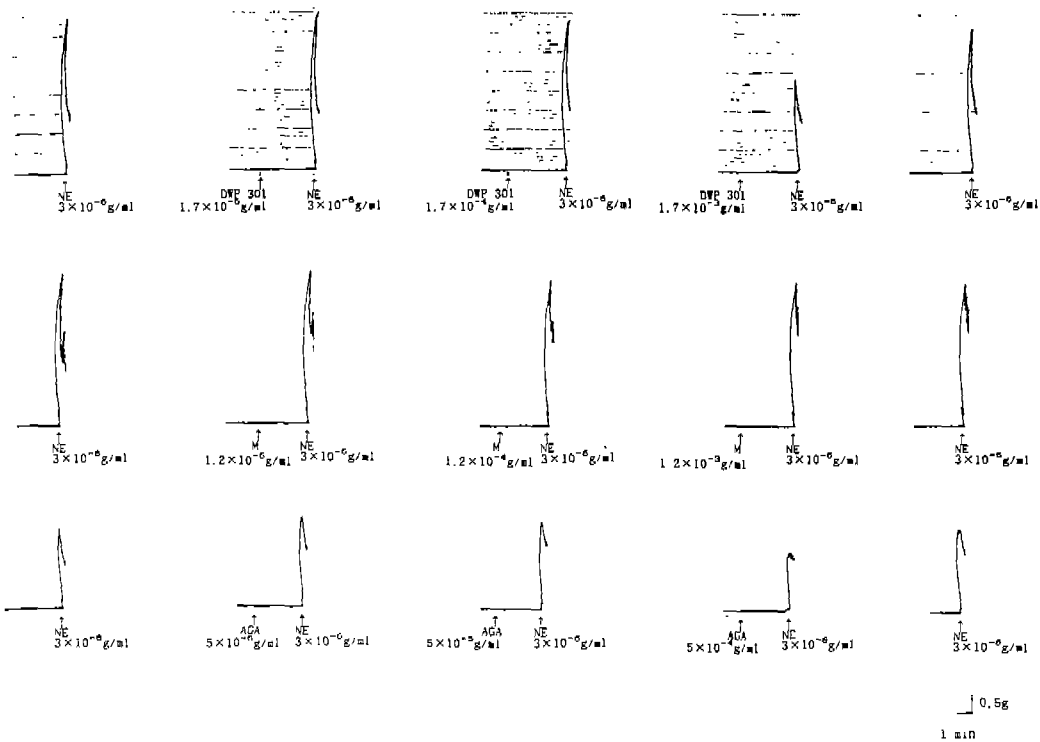 NE
3×10⁻⁶g/ml
DWP 301
1.7×10⁻⁵g/ml
NE
3×10⁻⁶g/ml
DWP 301
1.7×10⁻⁴g/ml
NE
3×10⁻⁶g/ml
DWP 301
1.7×10⁻³g/ml
NE
3×10⁻⁶g/ml
NE
3×10⁻⁶g/ml
NE
3×10⁻⁶g/ml
M
NE
3×10⁻⁶g/ml
M
1.2×10⁻⁴g/ml
NE
3×10⁻⁶g/ml
M
1 2×10⁻³g/ml
NE
3×10⁻⁶g/ml
NE
3×10⁻⁶g/ml
NE
3×10⁻⁶g/ml
AGA
5×10⁻⁶g/ml
NE
3×10⁻⁶g/ml
AGA
5×10⁻⁵g/ml
NE
3×10⁻⁶g/ml
AGA
5×10⁻⁴g/ml
NE
3×10⁻⁶g/ml
NE
3×10⁻⁶g/ml
0.5g
1 min